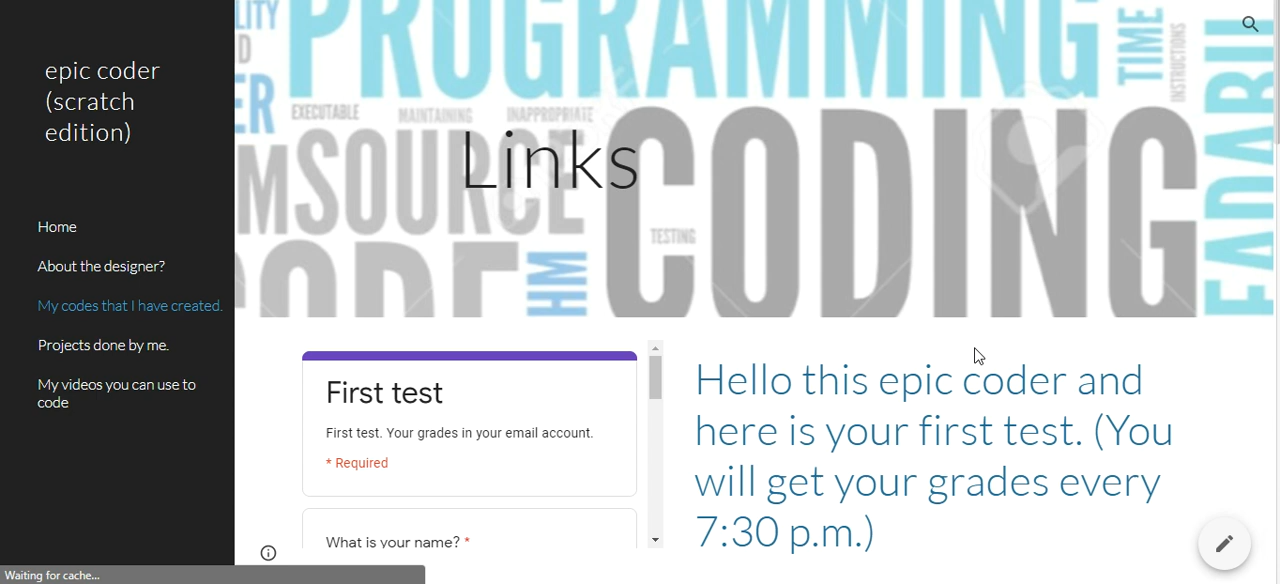 epic coder
(scratch
edition)
Home
About the designer?
My codes that I have created.
Projects done by me.
My videos you can use to
code
PROGRAMMING
TIME
INSTRUCTIONS
EXECUTABLE
MAINTAINING
INAPPROPRIATE
SOURCE
CODING
TESTING
Links
First test
First test. Your grades in your email account.
* Required
What is your name? *
Hello this epic coder and
here is your first test. (You
will get your grades every
7:30 p.m.)
Waiting for cache...